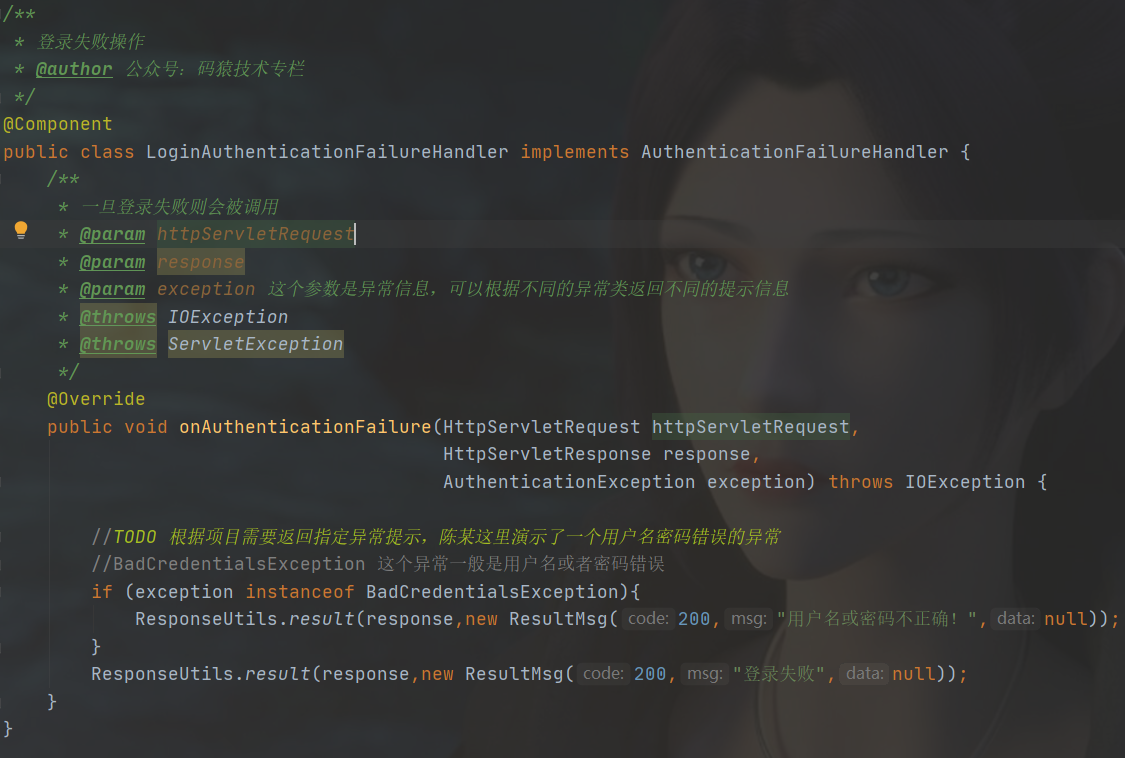 /**
 * 登录失败操作
 * @author 公众号：码猿技术专栏
 */
@Component
public class LoginAuthenticationFailureHandler implements AuthenticationFailureHandler {
    /**
     * 一旦登录失败则会被调用
     * @param httpServletRequest
     * @param response
     * @param exception 这个参数是异常信息，可以根据不同的异常类返回不同的提示信息
     * @throws IOException
     * @throws ServletException
     */
    @Override
    public void onAuthenticationFailure(HttpServletRequest httpServletRequest,
                                        HttpServletResponse response,
                                        AuthenticationException exception) throws IOException {
        //TODO 根据项目需要返回指定异常提示，陈某这里演示了一个用户名密码错误的异常
        //BadCredentialsException 这个异常一般是用户名或者密码错误
        if (exception instanceof BadCredentialsException){
            ResponseUtils.result(response,new ResultMsg( code: 200, msg: "用户名或密码不正确！", data: null));
        }
        ResponseUtils.result(response,new ResultMsg( code: 200, msg: "登录失败", data: null));
    }
}